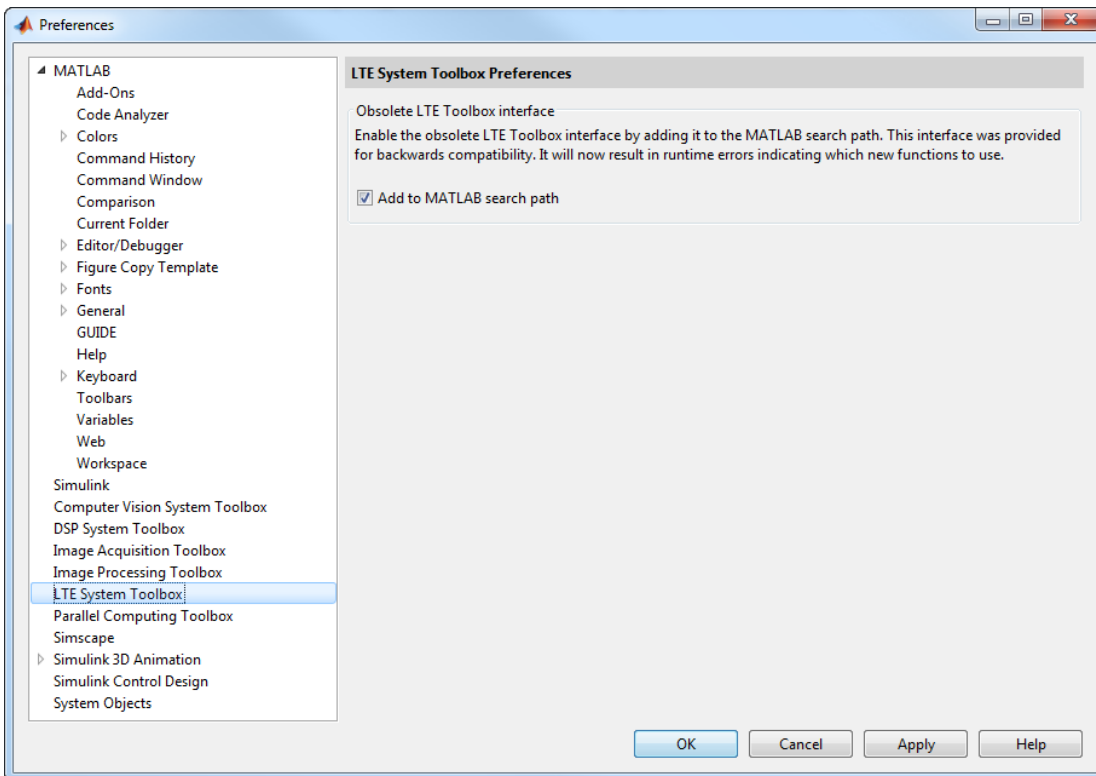 Preferences
MATLAB
Add-Ons
Code Analyzer
Colors
Command History
Command Window
Comparison
Current Folder
Editor/Debugger
Figure Copy Template
Fonts
General
GUIDE
Help
Keyboard
Toolbars
Variables
Web
Workspace
Simulink
Computer Vision System Toolbox
DSP System Toolbox
Image Acquisition Toolbox
Image Processing Toolbox
LTE System Toolbox
Parallel Computing Toolbox
Simscape
Simulink 3D Animation
Simulink Control Design
System Objects
LTE System Toolbox Preferences
Obsolete LTE Toolbox interface
Enable the obsolete LTE Toolbox interface by adding it to the MATLAB search path. This interface was provided
for backwards compatibility. It will now result in runtime errors indicating which new functions to use.
Add to MATLAB search path
OK
Cancel
Apply
Help